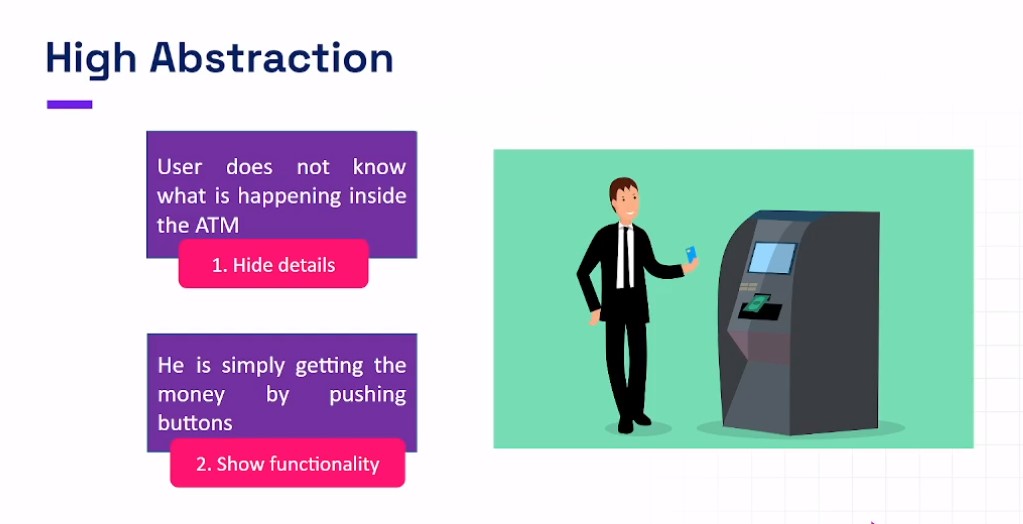 High Abstraction
User does not know
what is happening inside
the ATM
1. Hide details
He is simply getting the
money by pushing
buttons
2. Show functionality